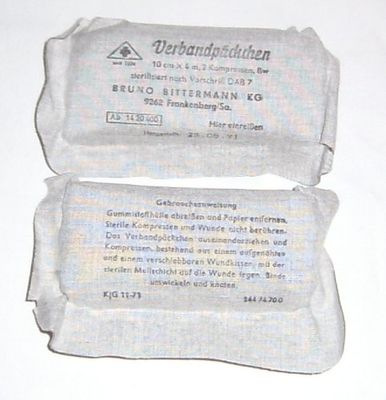 Verbandpäckchen
10 cm × 4 m, 2 Kompressen, Bw
sterilisiert nach Vorschrift DAB 7
BRUNO BITTERMANN KG
9262 Frankenberg/Sa.
Hier einreißen
Hergestellt
Gebrauchsanweisung
Gummistoffhülle abreißen und Papier entfernen.
Sterile Kompressen und Wunde nicht berühren.
Das Verbandpäckchen auseinanderziehen und
Kompressen, bestehend aus einem aufgenähten
und einem verschiebbaren Wundkissen, mit der
sterilen Mullschicht auf die Wunde legen. Binde
umwickeln und knoten.
KjG 11-71